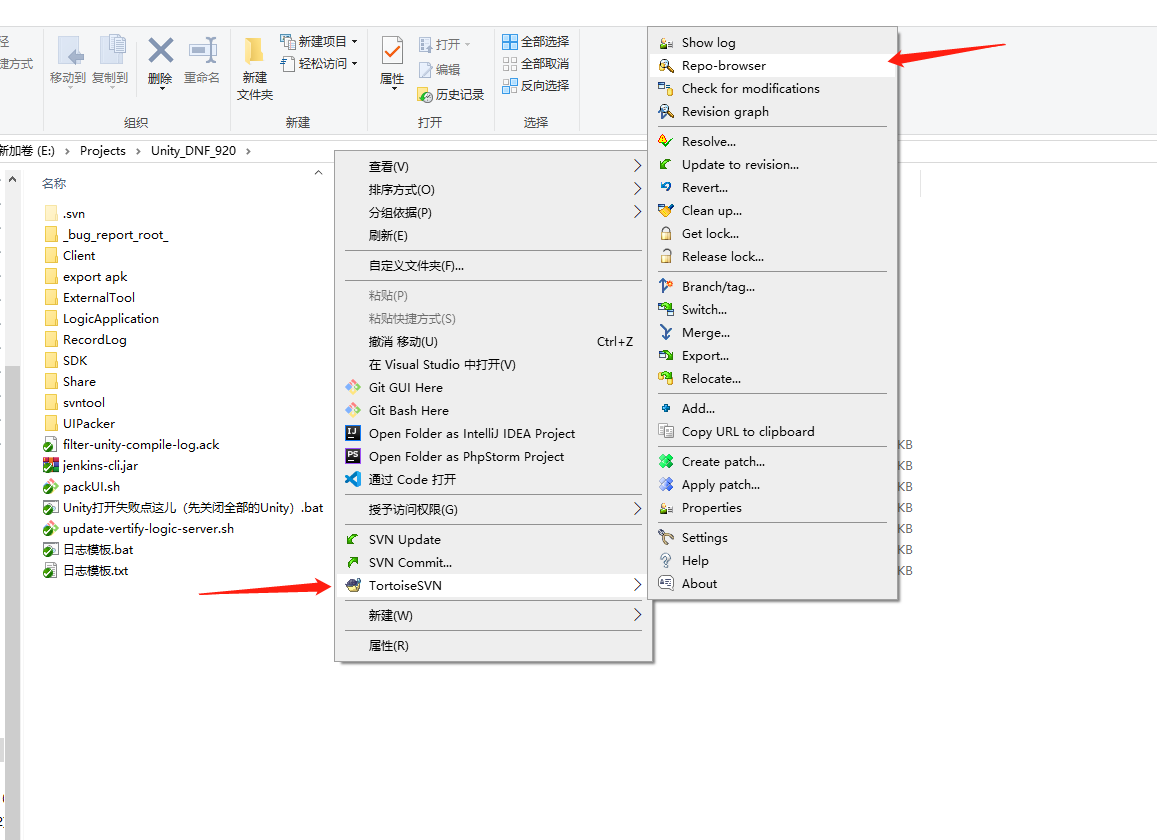 径
捷方式
移动到
复制到
删除
重命名
组织
新建
文件夹
新建项目
轻松访问
新建
属性
打开
编辑
历史记录
打开
全部选择
全部取消
反向选择
选择
新加卷 (E:) › Projects › Unity_DNF_920 ›
名称
.svn
_bug_report_root_
Client
export apk
ExternalTool
LogicApplication
RecordLog
SDK
Share
svntool
UIPacker
filter-unity-compile-log.ack
jenkins-cli.jar
packUI.sh
Unity打开失败点这儿（先关闭全部的Unity）.bat
update-vertify-logic-server.sh
日志模板.bat
日志模板.txt
查看(V)
排序方式(O)
分组依据(P)
刷新(E)
自定义文件夹(F)...
粘贴(P)
粘贴快捷方式(S)
撤消 移动(U) Ctrl+Z
在 Visual Studio 中打开(V)
Git GUI Here
Git Bash Here
Open Folder as IntelliJ IDEA Project
Open Folder as PhpStorm Project
通过 Code 打开
授予访问权限(G)
SVN Update
SVN Commit...
TortoiseSVN
新建(W)
属性(R)
Show log
Repo-browser
Check for modifications
Revision graph
Resolve...
Update to revision...
Revert...
Clean up...
Get lock...
Release lock...
Branch/tag...
Switch...
Merge...
Export...
Relocate...
Add...
Copy URL to clipboard
Create patch...
Apply patch...
Properties
Settings
Help
About
KB
KB
KB
KB
KB
KB
KB